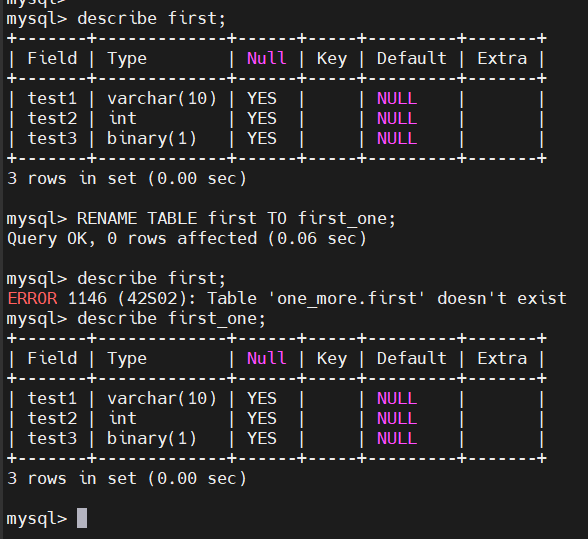 mysql> describe first;
+-------+-------------+------+-----+---------+-------+
| Field | Type        | Null | Key | Default | Extra |
+-------+-------------+------+-----+---------+-------+
| test1 | varchar(10) | YES  |     | NULL    |       |
| test2 | int         | YES  |     | NULL    |       |
| test3 | binary(1)   | YES  |     | NULL    |       |
+-------+-------------+------+-----+---------+-------+
3 rows in set (0.00 sec)

mysql> RENAME TABLE first TO first_one;
Query OK, 0 rows affected (0.06 sec)

mysql> describe first;
ERROR 1146 (42S02): Table 'one_more.first' doesn't exist
mysql> describe first_one;
+-------+-------------+------+-----+---------+-------+
| Field | Type        | Null | Key | Default | Extra |
+-------+-------------+------+-----+---------+-------+
| test1 | varchar(10) | YES  |     | NULL    |       |
| test2 | int         | YES  |     | NULL    |       |
| test3 | binary(1)   | YES  |     | NULL    |       |
+-------+-------------+------+-----+---------+-------+
3 rows in set (0.00 sec)

mysql>